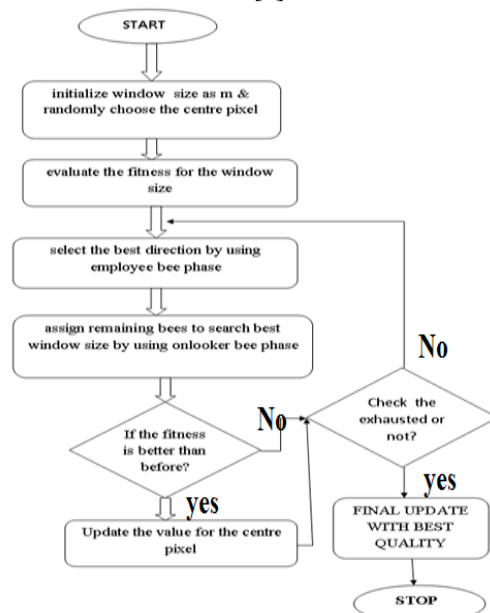 START
initialize window size as m &
randomly choose the centre pixel
evaluate the fitness for the window
size
select the best direction by using
employee bee phase
assign remaining bees to search best
window size by using onlooker bee phase
If the fitness
is better than
before?
No
yes
Update the value for the centre
pixel
No
Check the
exhausted or
not?
yes
FINAL UPDATE
WITH BEST
QUALITY
STOP